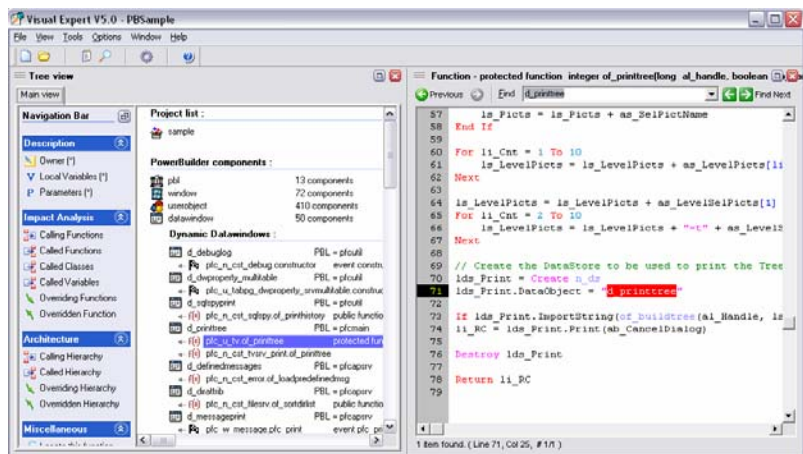 Visual Expert V5.0 - PBSample
File View Tools Options Window Help
Tree view
Main view
Navigation Bar
Description
Owner (*)
Local Variables (*)
Parameters (*)
Impact Analysis
Calling Functions
Called Functions
Called Classes
Called Variables
Overriding Functions
Overridden Function
Architecture
Calling Hierarchy
Called Hierarchy
Overriding Hierarchy
Overridden Hierarchy
Miscellaneous
Project list :
sample
PowerBuilder components :
pbl 13 components
window 72 components
userobject 410 components
datawindow 50 components
Dynamic Datawindows :
d_debuglog PBL = pfcutil
pfc_n_cst_debug.constructor event constru
d_dwproperty_multitable PBL = pfcutil
pfc_u_tabpg_dwproperty_srvmultitable.construc
d_sqlspyprint PBL = pfcutil
f(x) pfc_n_cst_sqlspy.of_printhistory public functio
d_printtree PBL = pfcmain
f(x) pfc_u_tv.of_printtree protected fun
f(x) pfc_n_cst_tvsrv_print.of_printtree
d_definedmessages PBL = pfcapsrv
f(x) pfc_n_cst_error.of_loadpredefinedmsg
d_dirattrib PBL = pfcapsrv
f(x) pfc_n_cst_filesrv.of_sortdirlist public functio
d_messageprint PBL = pfcapsrv
pfc_w_message.pfc_print event pfc_pri
Function - protected function integer of_printtree(long al_handle, boolean
Previous Find d_printtree Find Next
57 ls_Picts = ls_Picts + as_SelPictName
58 End If
59
60 For li_Cnt = 1 To 10
61 ls_LevelPicts = ls_LevelPicts + as_LevelPicts[li
62 Next
63
64 ls_LevelPicts = ls_LevelPicts + as_LevelSelPicts[1]
65 For li_Cnt = 2 To 10
66 ls_LevelPicts = ls_LevelPicts + "~t" + as_LevelS
67 Next
68
69 // Create the DataStore to be used to print the Tree
70 lds_Print = Create n_ds
71 lds_Print.DataObject = "d_printtree"
72
73 If lds_Print.ImportString(of_buildtree(al_Handle, ls
74 li_RC = lds_Print.Print(ab_CancelDialog)
75
76 Destroy lds_Print
77
78 Return li_RC
79
1 item found. ( Line 71, Col 25, # 1/1 )